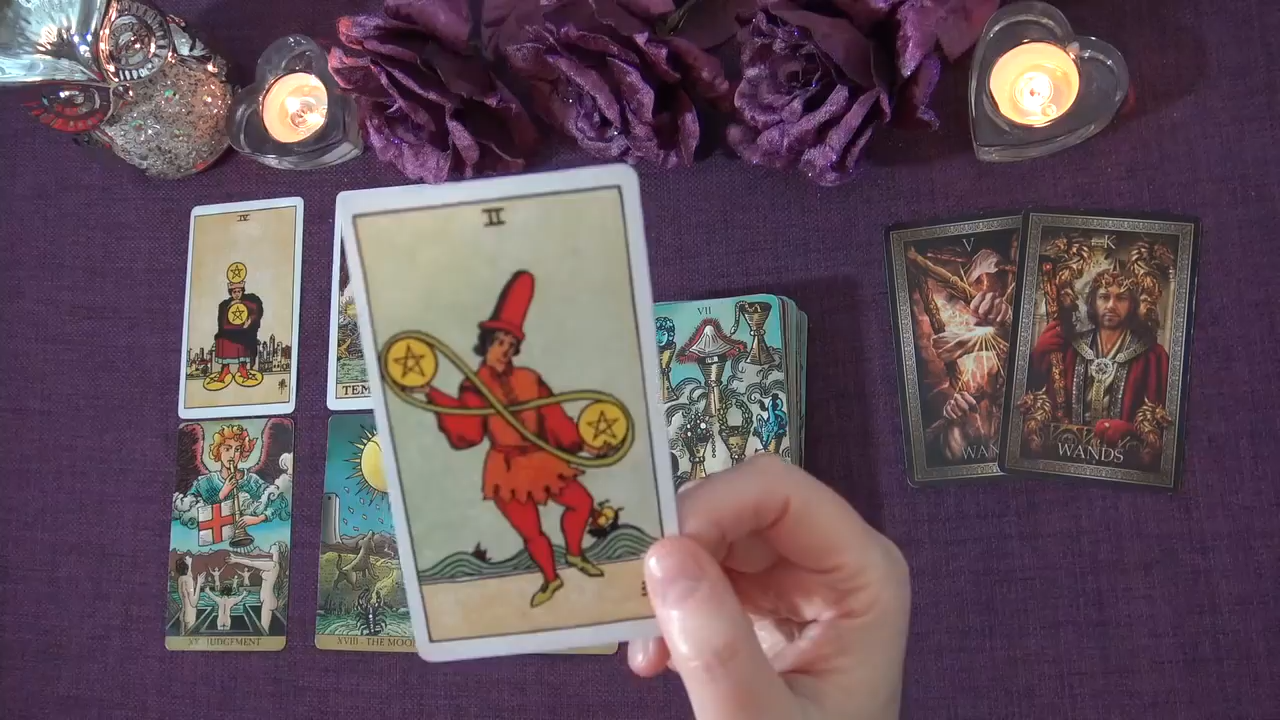 IV
II
TEM
VII
V
K
WAN
WANDS
XX JUDGEMENT
XVIII - THE MOO